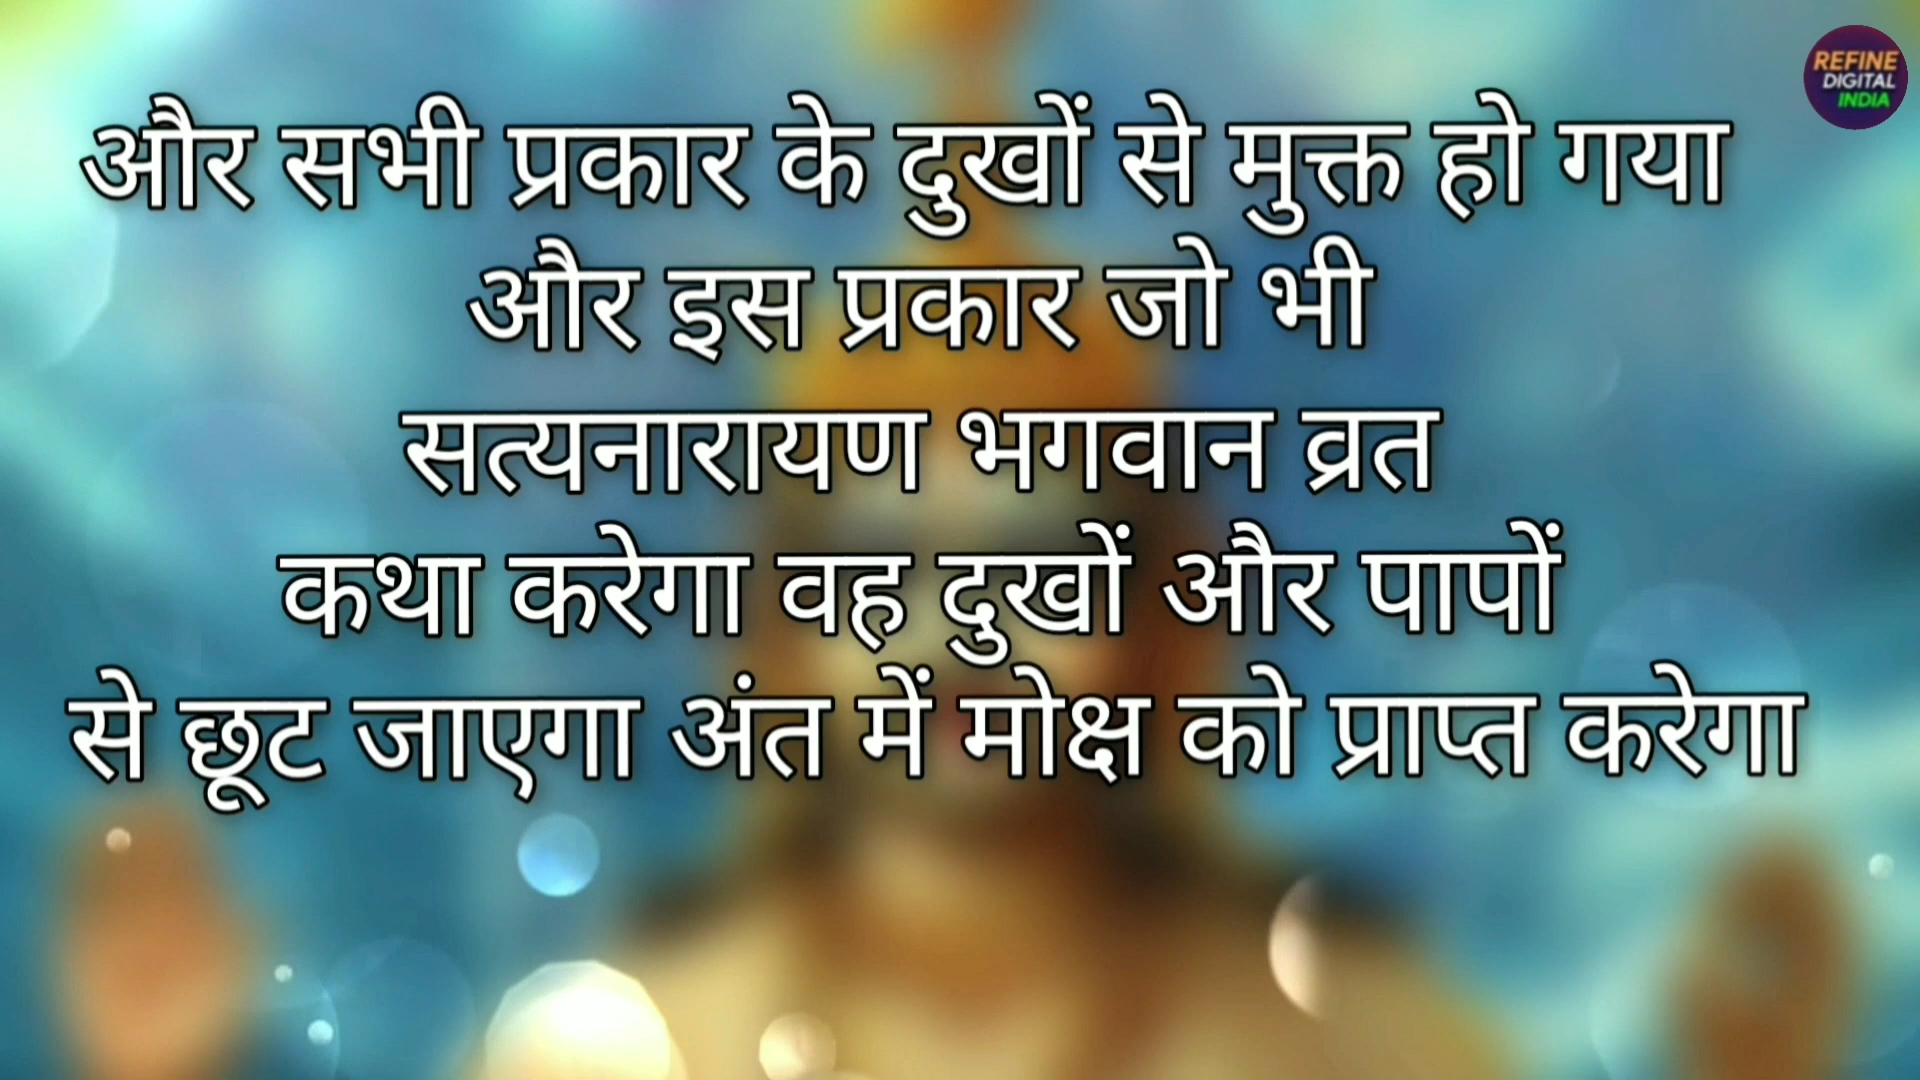 REFINE
DIGITAL
INDIA
और सभी प्रकार के दुखों से मुक्त हो गया
और इस प्रकार जो भी
सत्यनारायण भगवान व्रत
कथा करेगा वह दुखों और पापों
से छूट जाएगा अंत में मोक्ष को प्राप्त करेगा